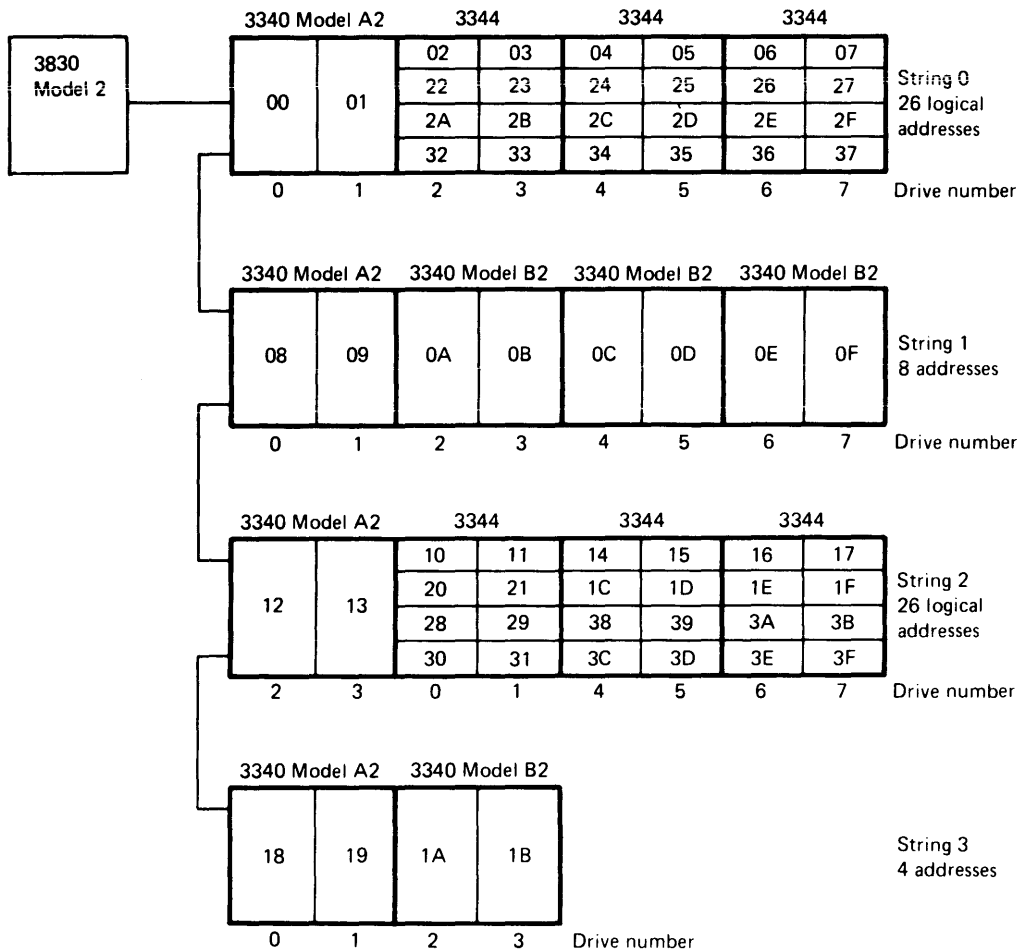 3340 Model A2 3344 3344 3344
3830
Model 2
00 01
02 03 04 05 06 07
22 23 24 25 26 27
2A 2B 2C 2D 2E 2F
32 33 34 35 36 37
String 0
26 logical
addresses
0 1 2 3 4 5 6 7 Drive number
3340 Model A2 3340 Model B2 3340 Model B2 3340 Model B2
08 09 0A 0B 0C 0D 0E 0F
String 1
8 addresses
0 1 2 3 4 5 6 7 Drive number
3340 Model A2 3344 3344 3344
12 13
10 11 14 15 16 17
20 21 1C 1D 1E 1F
28 29 38 39 3A 3B
30 31 3C 3D 3E 3F
String 2
26 logical
addresses
2 3 0 1 4 5 6 7 Drive number
3340 Model A2 3340 Model B2
18 19 1A 1B
String 3
4 addresses
0 1 2 3 Drive number